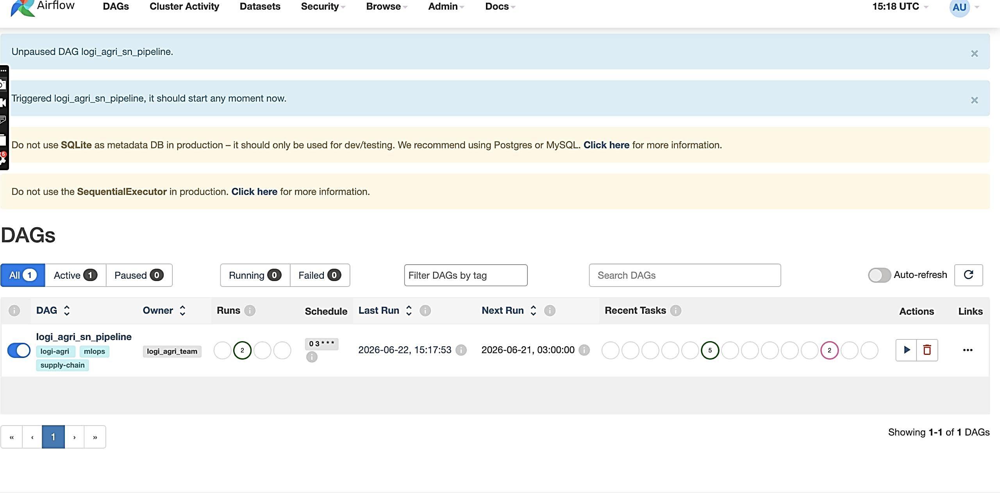 Airflow DAGs Cluster Activity Datasets Security Browse Admin Docs 15:18 UTC AU
Unpaused DAG logi_agri_sn_pipeline. ×
Triggered logi_agri_sn_pipeline, it should start any moment now. ×
Do not use SQLite as metadata DB in production – it should only be used for dev/testing. We recommend using Postgres or MySQL. Click here for more information.
5
Do not use the SequentialExecutor in production. Click here for more information.
DAGs
All 1 Active 1 Paused 0 Running 0 Failed 0 Filter DAGs by tag Search DAGs Auto-refresh
i DAG Owner Runs i Schedule Last Run i Next Run i Recent Tasks i Actions Links
logi_agri_sn_pipeline
logi-agri mlops
supply-chain
logi_agri_team 2 0 3 * * * i 2026-06-22, 15:17:53 i 2026-06-21, 03:00:00 i 5 2 •••
« ‹ 1 › »
Showing 1-1 of 1 DAGs